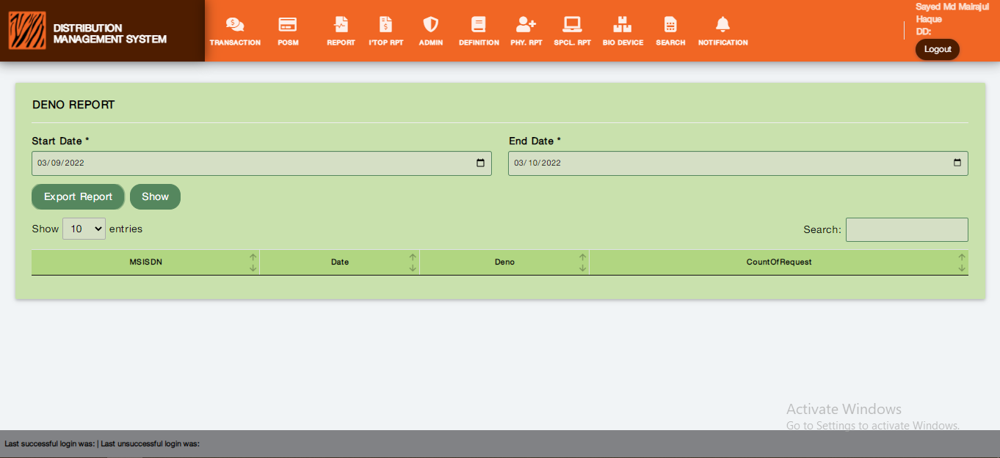 DISTRIBUTION
MANAGEMENT SYSTEM
TRANSACTION POSM REPORT I'TOP RPT ADMIN DEFINITION PHY. RPT SPCL. RPT BIO DEVICE SEARCH NOTIFICATION
Sayed Md Mairajul
Haque
DD:
Logout
DENO REPORT
Start Date * End Date *
03/09/2022 03/10/2022
Export Report Show
Show 10 entries Search:
MSISDN Date Deno CountOfRequest
Activate Windows
Go to Settings to activate Windows.
Last successful login was: | Last unsuccessful login was: